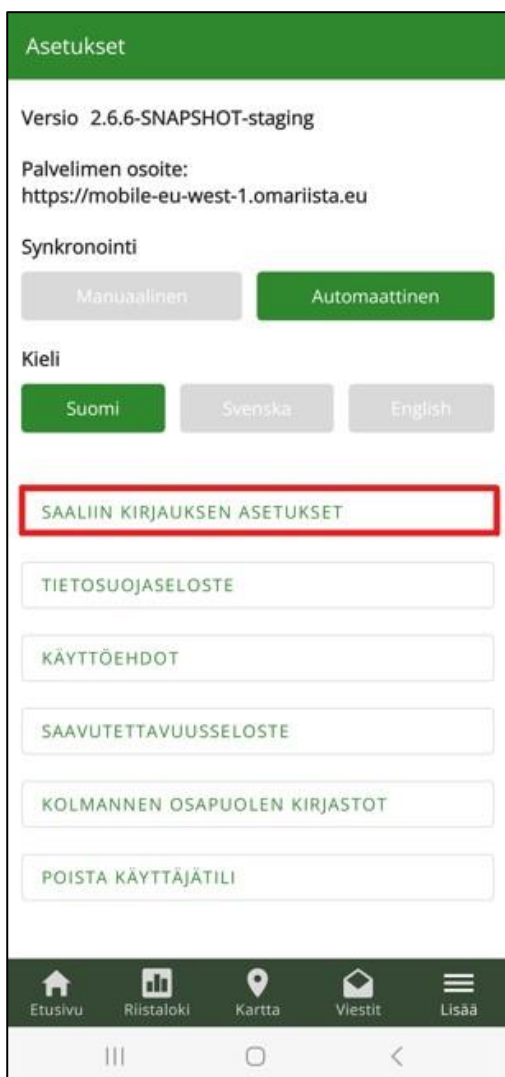 Asetukset
Versio 2.6.6-SNAPSHOT-staging
Palvelimen osoite:
https://mobile-eu-west-1.omariista.eu
Synkronointi
Manuaalinen Automaattinen
Kieli
Suomi Svenska English
SAALIIN KIRJAUKSEN ASETUKSET
TIETOSUOJASELOSTE
KÄYTTÖEHDOT
SAAVUTETTAVUUSSELOSTE
KOLMANNEN OSAPUOLEN KIRJASTOT
POISTA KÄYTTÄJÄTILI
Etusivu Riistaloki Kartta Viestit Lisää